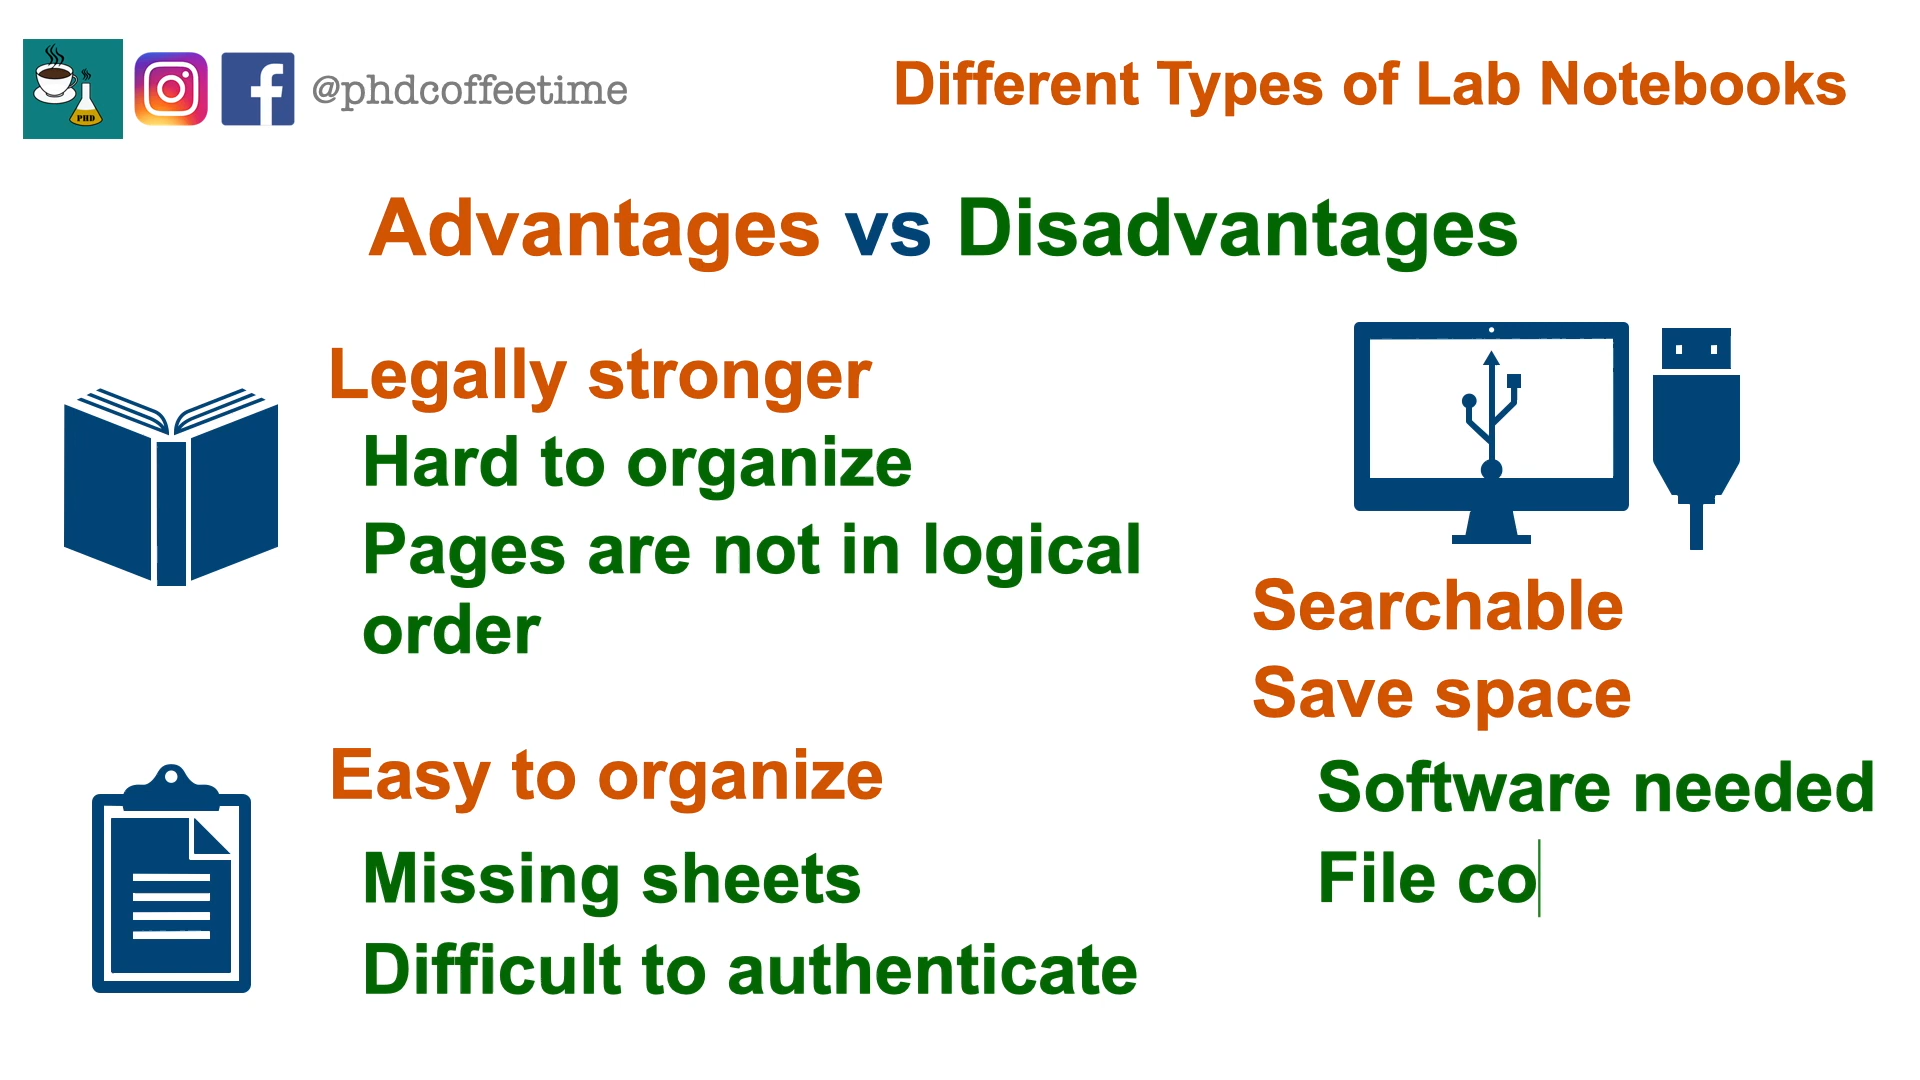 PHD
@phdcoffeetime
Different Types of Lab Notebooks
Advantages vs Disadvantages
Legally stronger
Hard to organize
Pages are not in logical
order
Easy to organize
Missing sheets
Difficult to authenticate
Searchable
Save space
Software needed
File co